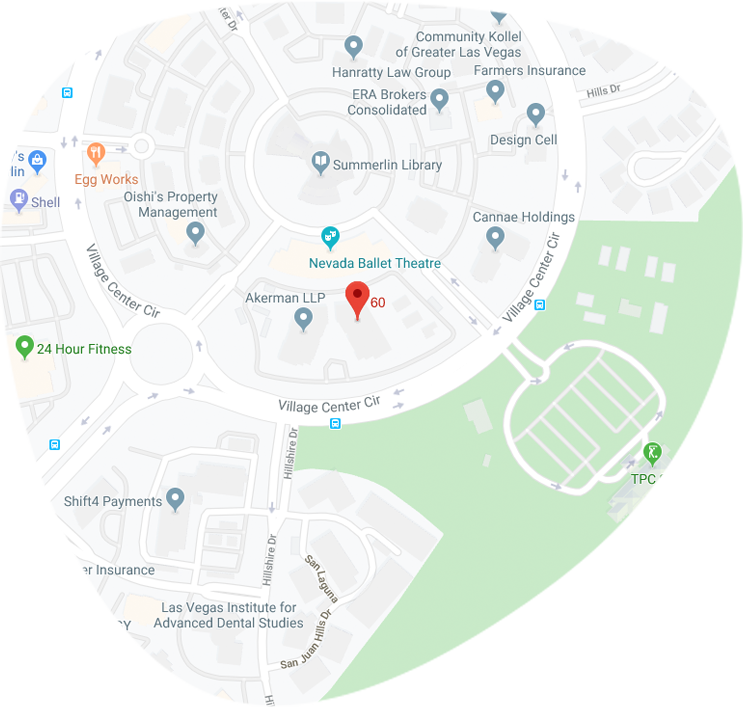 ter Dr
Community Kollel
of Greater Las Vegas
Hanratty Law Group
Farmers Insurance
ERA Brokers
Consolidated
Hills Dr
Design Cell
's
lin
Egg Works
Summerlin Library
Shell
Oishi's Property
Management
Cannae Holdings
Nevada Ballet Theatre
Village Center Cir
Village Center Cir
Akerman LLP
60
24 Hour Fitness
Village Center Cir
Hillshire Dr
TPC
Shift4 Payments
Hillshire Dr
er Insurance
San Laguna
Las Vegas Institute for
Advanced Dental Studies
San Juan Hills Dr
Hi